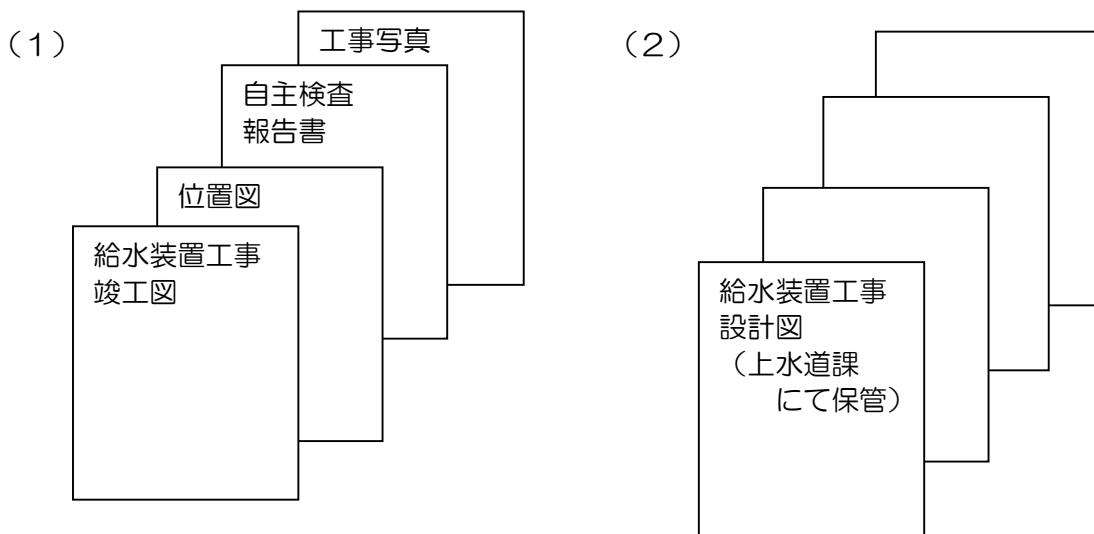 （1）
工事写真
自主検査
報告書
位置図
給水装置工事
竣工図
（2）
給水装置工事
設計図
（上水道課
にて保管）